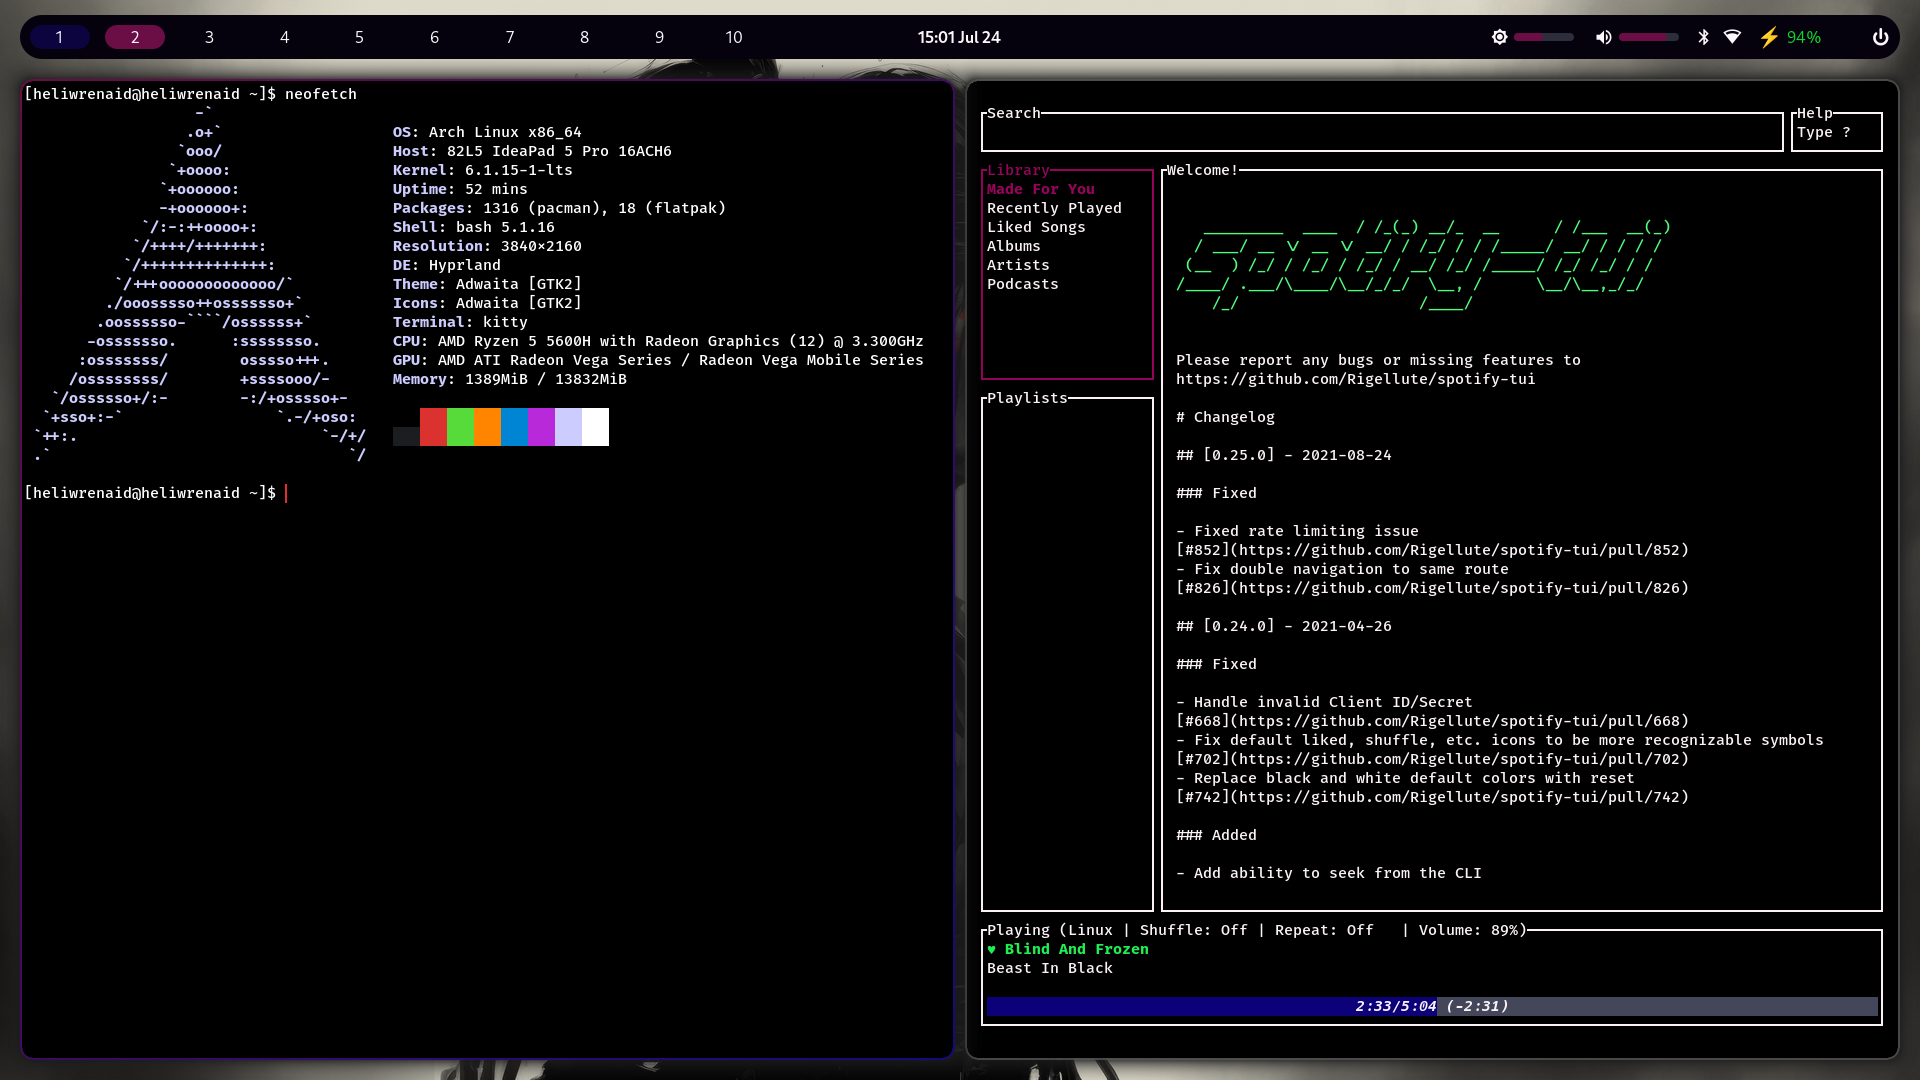 1 2 3 4 5 6 7 8 9 10
15:01 Jul 24
94%
[heliwrenaid@heliwrenaid ~]$ neofetch
OS: Arch Linux x86_64
Host: 82L5 IdeaPad 5 Pro 16ACH6
Kernel: 6.1.15-1-lts
Uptime: 52 mins
Packages: 1316 (pacman), 18 (flatpak)
Shell: bash 5.1.16
Resolution: 3840×2160
DE: Hyprland
Theme: Adwaita [GTK2]
Icons: Adwaita [GTK2]
Terminal: kitty
CPU: AMD Ryzen 5 5600H with Radeon Graphics (12) @ 3.300GHz
GPU: AMD ATI Radeon Vega Series / Radeon Vega Mobile Series
Memory: 1389MiB / 13832MiB
[heliwrenaid@heliwrenaid ~]$
Search
Help
Type ?
Library
Made For You
Recently Played
Liked Songs
Albums
Artists
Podcasts
Playlists
Welcome!
spotify-tui
Please report any bugs or missing features to
https://github.com/Rigellute/spotify-tui
# Changelog
## [0.25.0] - 2021-08-24
### Fixed
- Fixed rate limiting issue
[#852](https://github.com/Rigellute/spotify-tui/pull/852)
- Fix double navigation to same route
[#826](https://github.com/Rigellute/spotify-tui/pull/826)
## [0.24.0] - 2021-04-26
### Fixed
- Handle invalid Client ID/Secret
[#668](https://github.com/Rigellute/spotify-tui/pull/668)
- Fix default liked, shuffle, etc. icons to be more recognizable symbols
[#702](https://github.com/Rigellute/spotify-tui/pull/702)
- Replace black and white default colors with reset
[#742](https://github.com/Rigellute/spotify-tui/pull/742)
### Added
- Add ability to seek from the CLI
Playing (Linux | Shuffle: Off | Repeat: Off   | Volume: 89%)
♥ Blind And Frozen
Beast In Black
2:33/5:04 (-2:31)